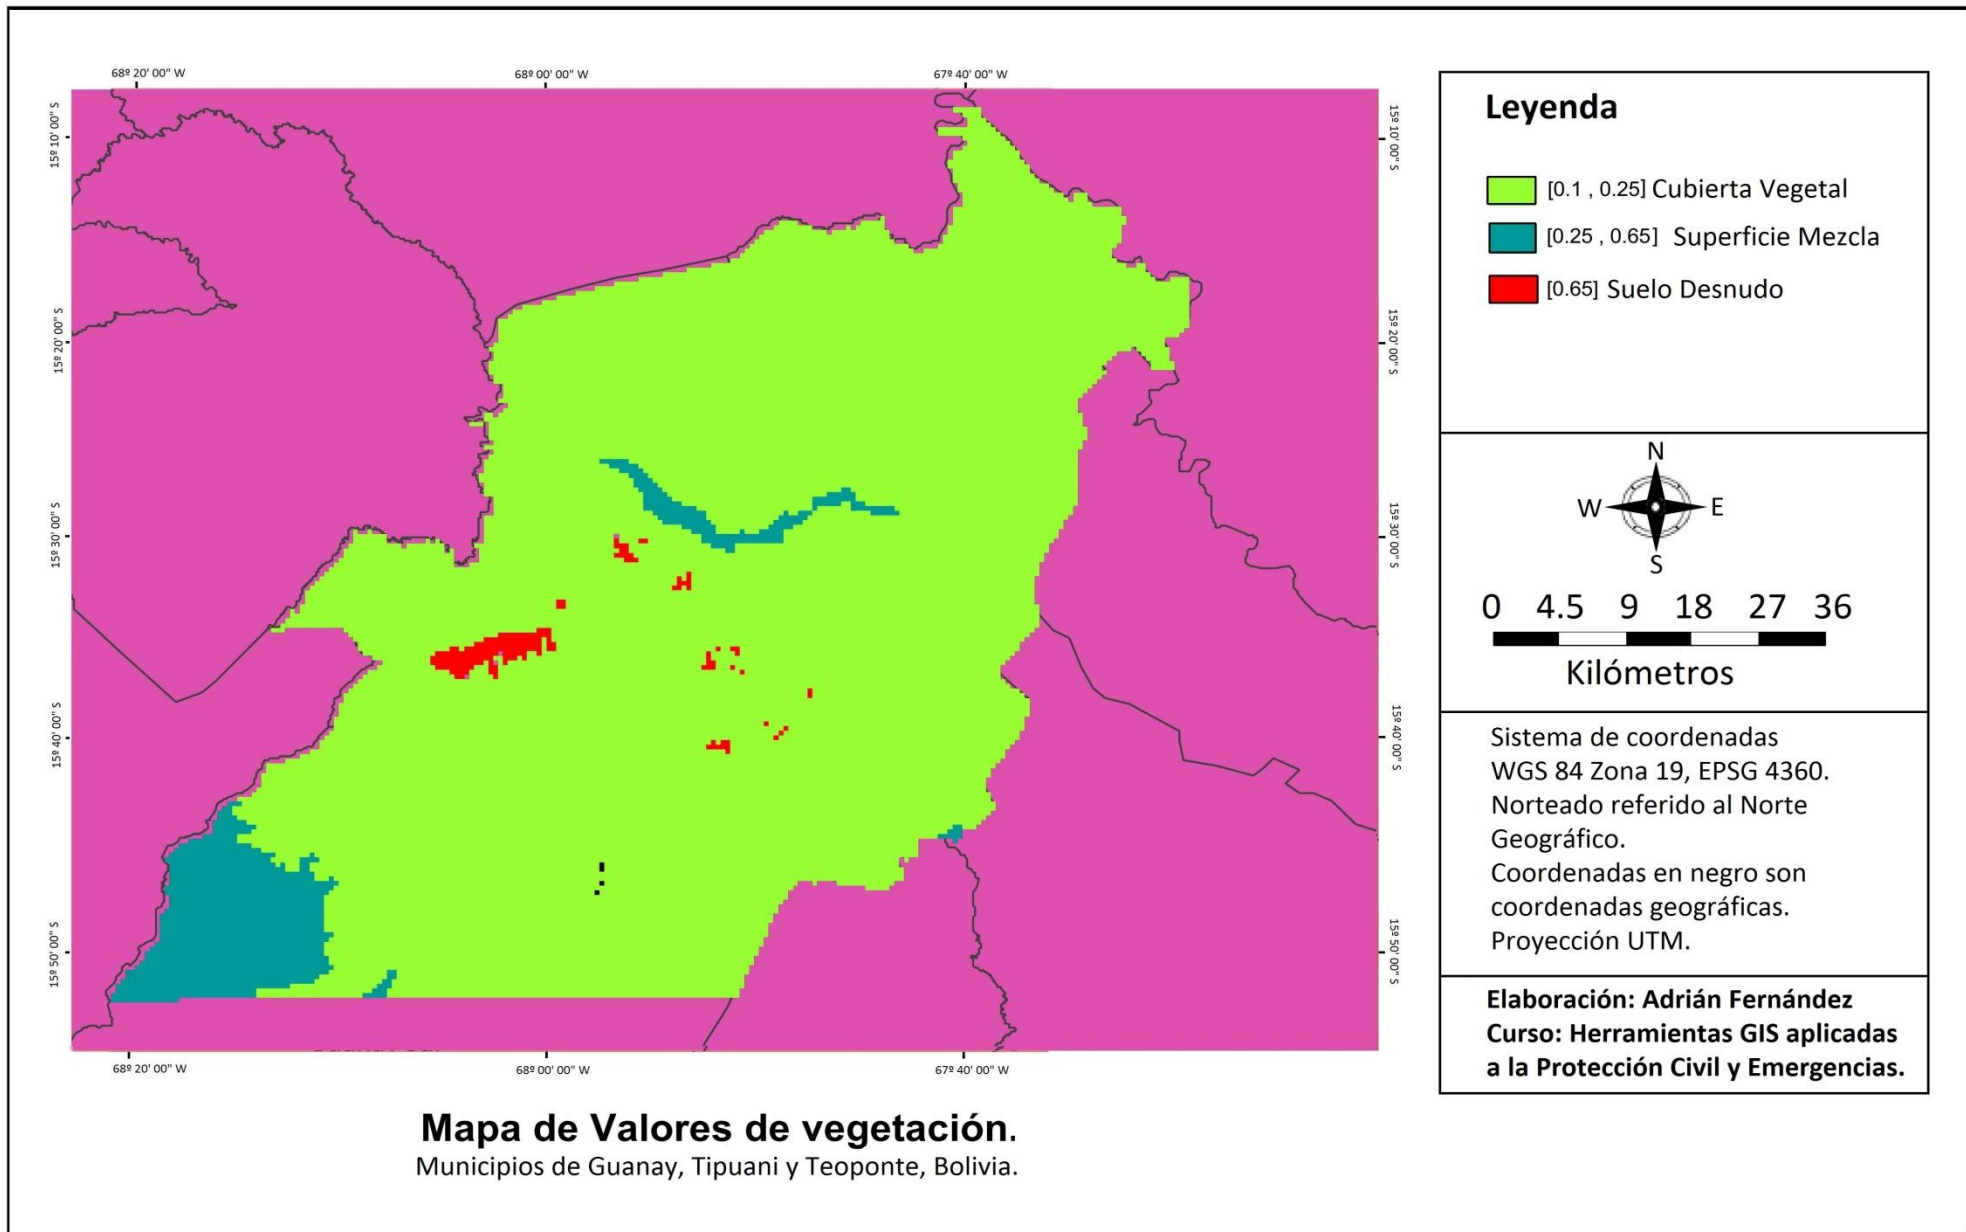 68º 20' 00" W
68º 00' 00" W
67º 40' 00" W
15º 10' 00" S
15º 10' 00" S
15º 20' 00" S
15º 20' 00" S
15º 30' 00" S
15º 30' 00" S
15º 40' 00" S
15º 40' 00" S
15º 50' 00" S
15º 50' 00" S
68º 20' 00" W
68º 00' 00" W
67º 40' 00" W
Mapa de Valores de vegetación.
Municipios de Guanay, Tipuani y Teoponte, Bolivia.
Leyenda
[0.1 , 0.25] Cubierta Vegetal
[0.25 , 0.65] Superficie Mezcla
[0.65] Suelo Desnudo
N
W E
S
0 4.5 9 18 27 36
Kilómetros
Sistema de coordenadas
WGS 84 Zona 19, EPSG 4360.
Norteado referido al Norte
Geográfico.
Coordenadas en negro son
coordenadas geográficas.
Proyección UTM.
Elaboración: Adrián Fernández
Curso: Herramientas GIS aplicadas
a la Protección Civil y Emergencias.